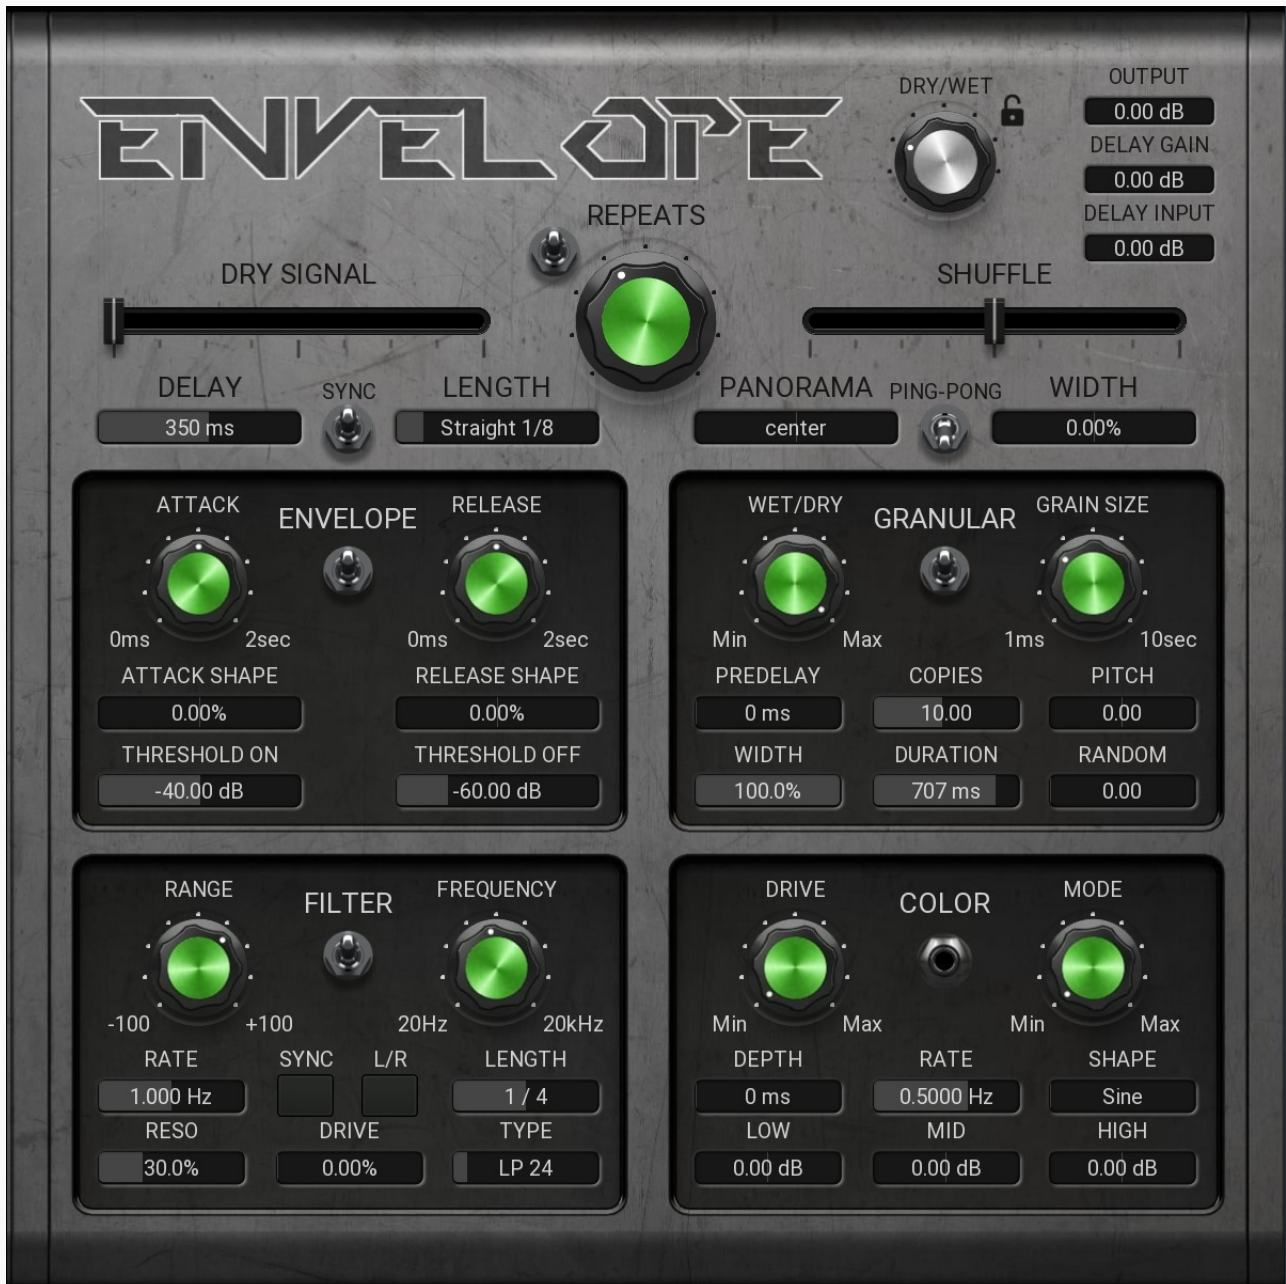 ENVELOPE
DRY/WET
OUTPUT
0.00 dB
DELAY GAIN
0.00 dB
DELAY INPUT
0.00 dB
REPEATS
DRY SIGNAL
SHUFFLE
DELAY
SYNC
LENGTH
PANORAMA
PING-PONG
WIDTH
350 ms
Straight 1/8
center
0.00%
ATTACK
ENVELOPE
RELEASE
0ms
2sec
0ms
2sec
ATTACK SHAPE
RELEASE SHAPE
0.00%
0.00%
THRESHOLD ON
THRESHOLD OFF
-40.00 dB
-60.00 dB
WET/DRY
GRANULAR
GRAIN SIZE
Min
Max
1ms
10sec
PREDELAY
COPIES
PITCH
0 ms
10.00
0.00
WIDTH
DURATION
RANDOM
100.0%
707 ms
0.00
RANGE
FILTER
FREQUENCY
-100
+100
20Hz
20kHz
RATE
SYNC
L/R
LENGTH
1.000 Hz
1 / 4
RESO
DRIVE
TYPE
30.0%
0.00%
LP 24
DRIVE
COLOR
MODE
Min
Max
Min
Max
DEPTH
RATE
SHAPE
0 ms
0.5000 Hz
Sine
LOW
MID
HIGH
0.00 dB
0.00 dB
0.00 dB